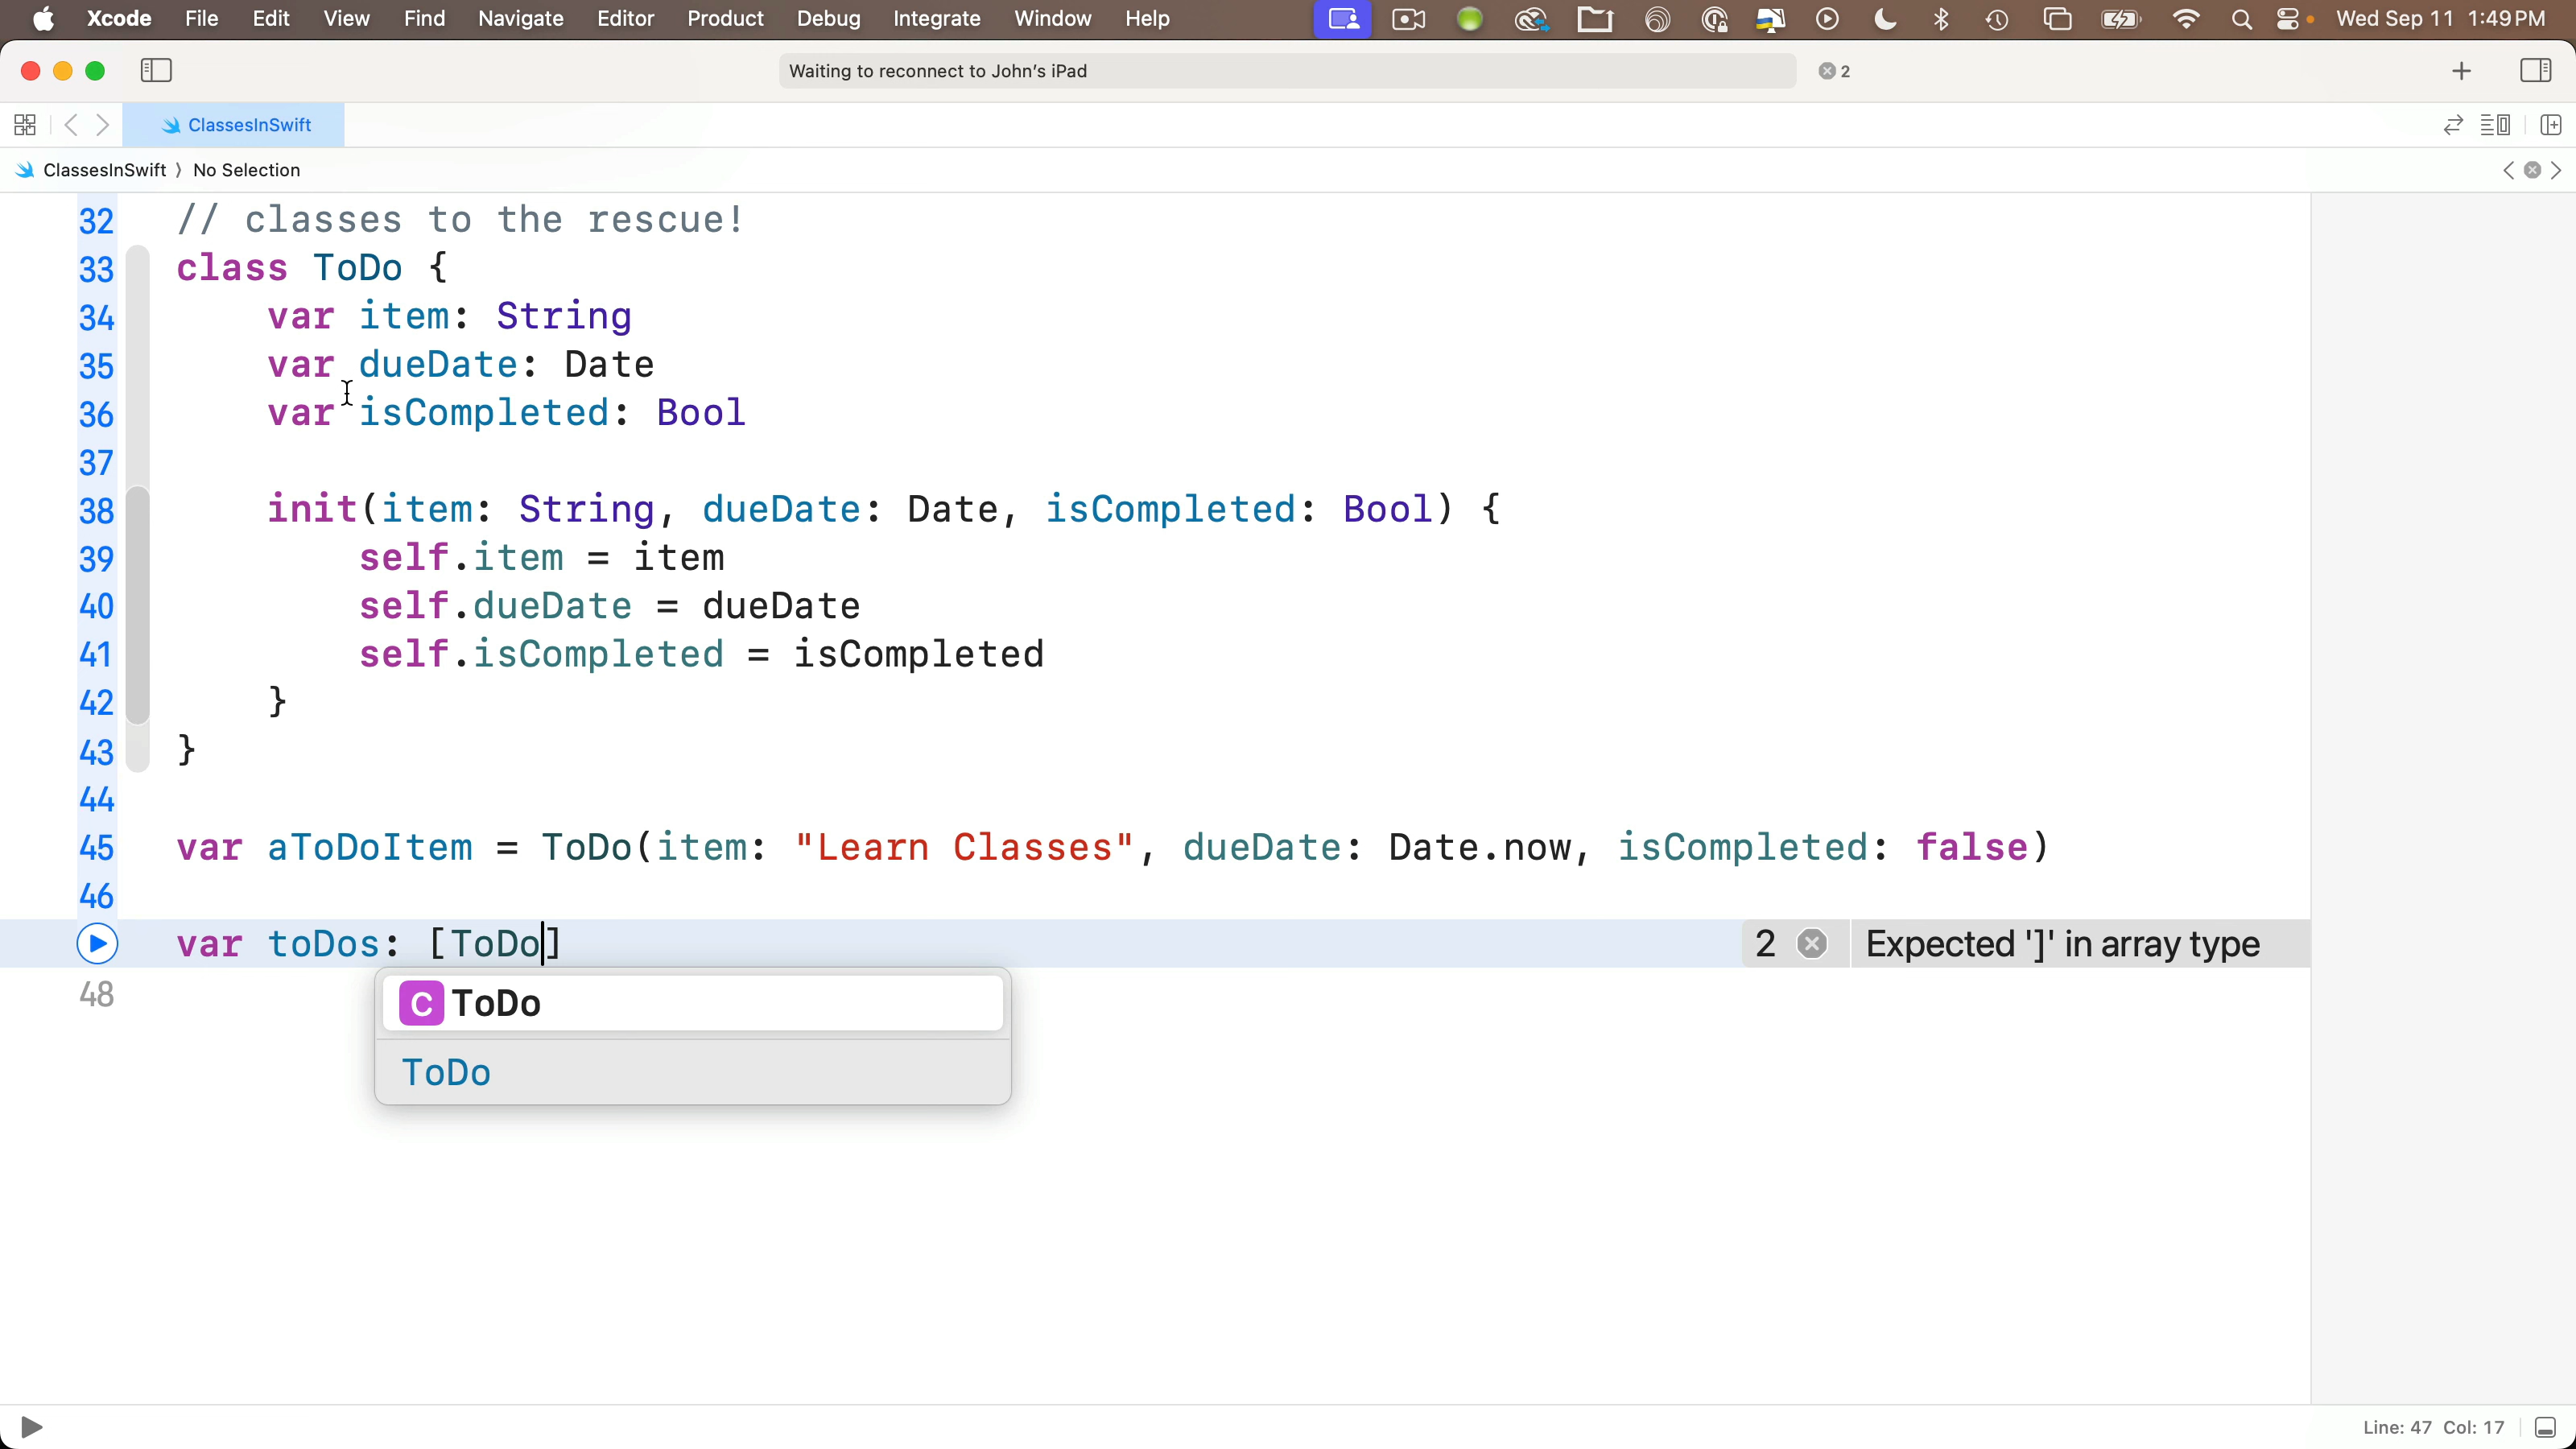 Xcode File Edit View Find Navigate Editor Product Debug Integrate Window Help Wed Sep 11 1:49 PM
Waiting to reconnect to John's iPad 2
ClassesInSwift
ClassesInSwift No Selection
32 // classes to the rescue!
33 class ToDo {
34 var item: String
35 var dueDate: Date
36 var isCompleted: Bool
37
38 init(item: String, dueDate: Date, isCompleted: Bool) {
39 self.item = item
40 self.dueDate = dueDate
41 self.isCompleted = isCompleted
42 }
43 }
44
45 var aToDoItem = ToDo(item: "Learn Classes", dueDate: Date.now, isCompleted: false)
46
var toDos: [ToDo] 2 Expected ']' in array type
48
C ToDo
ToDo
Line: 47 Col: 17